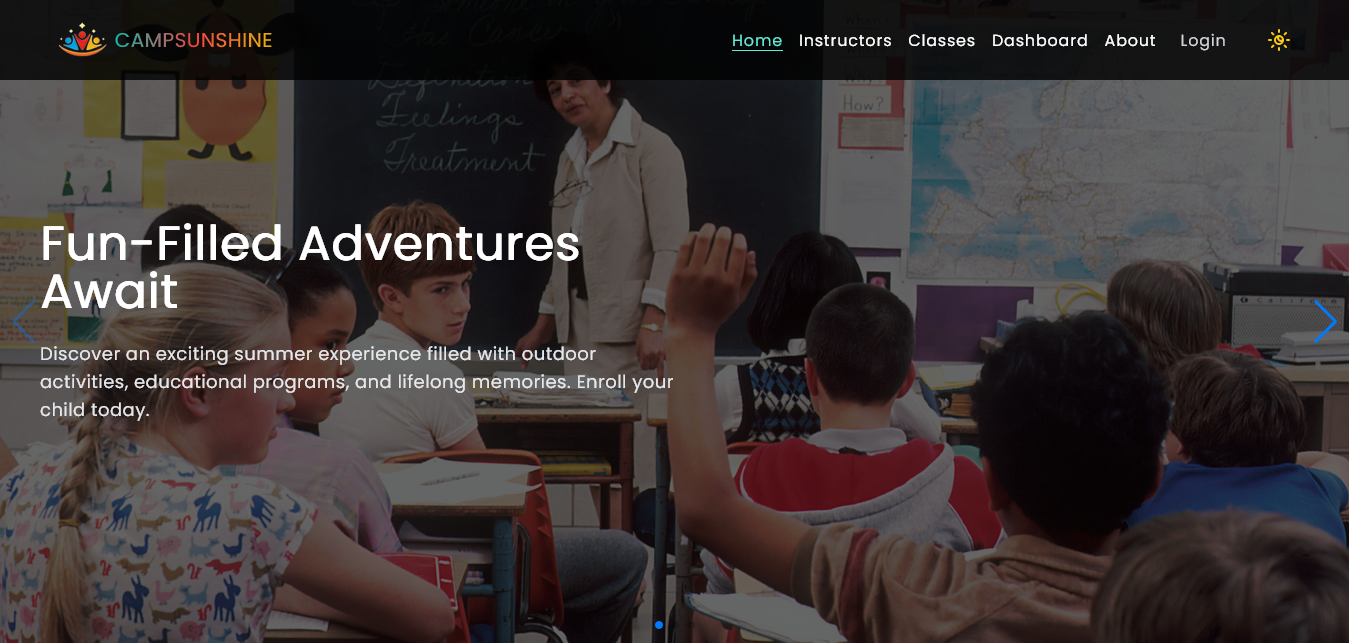 CAMPSUNSHINE
Home Instructors Classes Dashboard About Login
Definition
Feelings
Treatment
Why?
How?
Fun-Filled Adventures
Await
Discover an exciting summer experience filled with outdoor
activities, educational programs, and lifelong memories. Enroll your
child today.